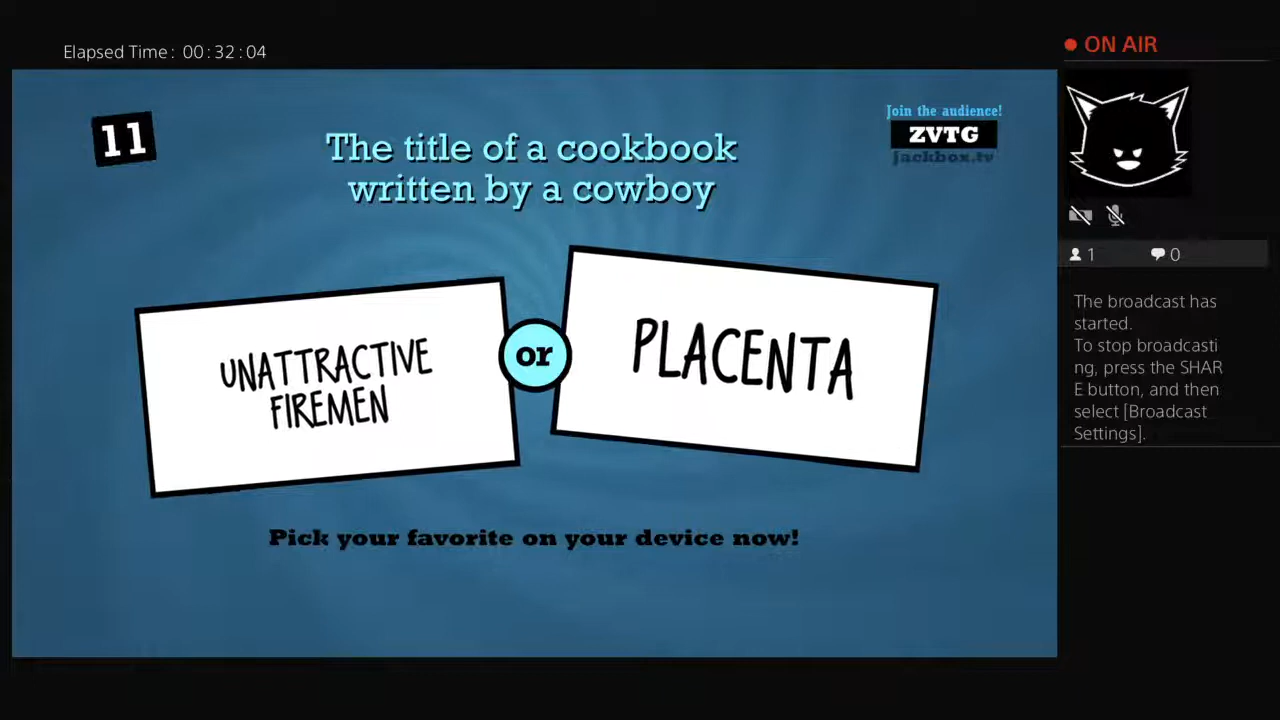 Elapsed Time: 00:32:04
ON AIR
11
Join the audience!
ZVTG
jackbox.tv
The title of a cookbook
written by a cowboy
UNATTRACTIVE
FIREMEN
or
PLACENTA
Pick your favorite on your device now!
1
0
The broadcast has
started.
To stop broadcasti
ng, press the SHAR
E button, and then
select [Broadcast
Settings].